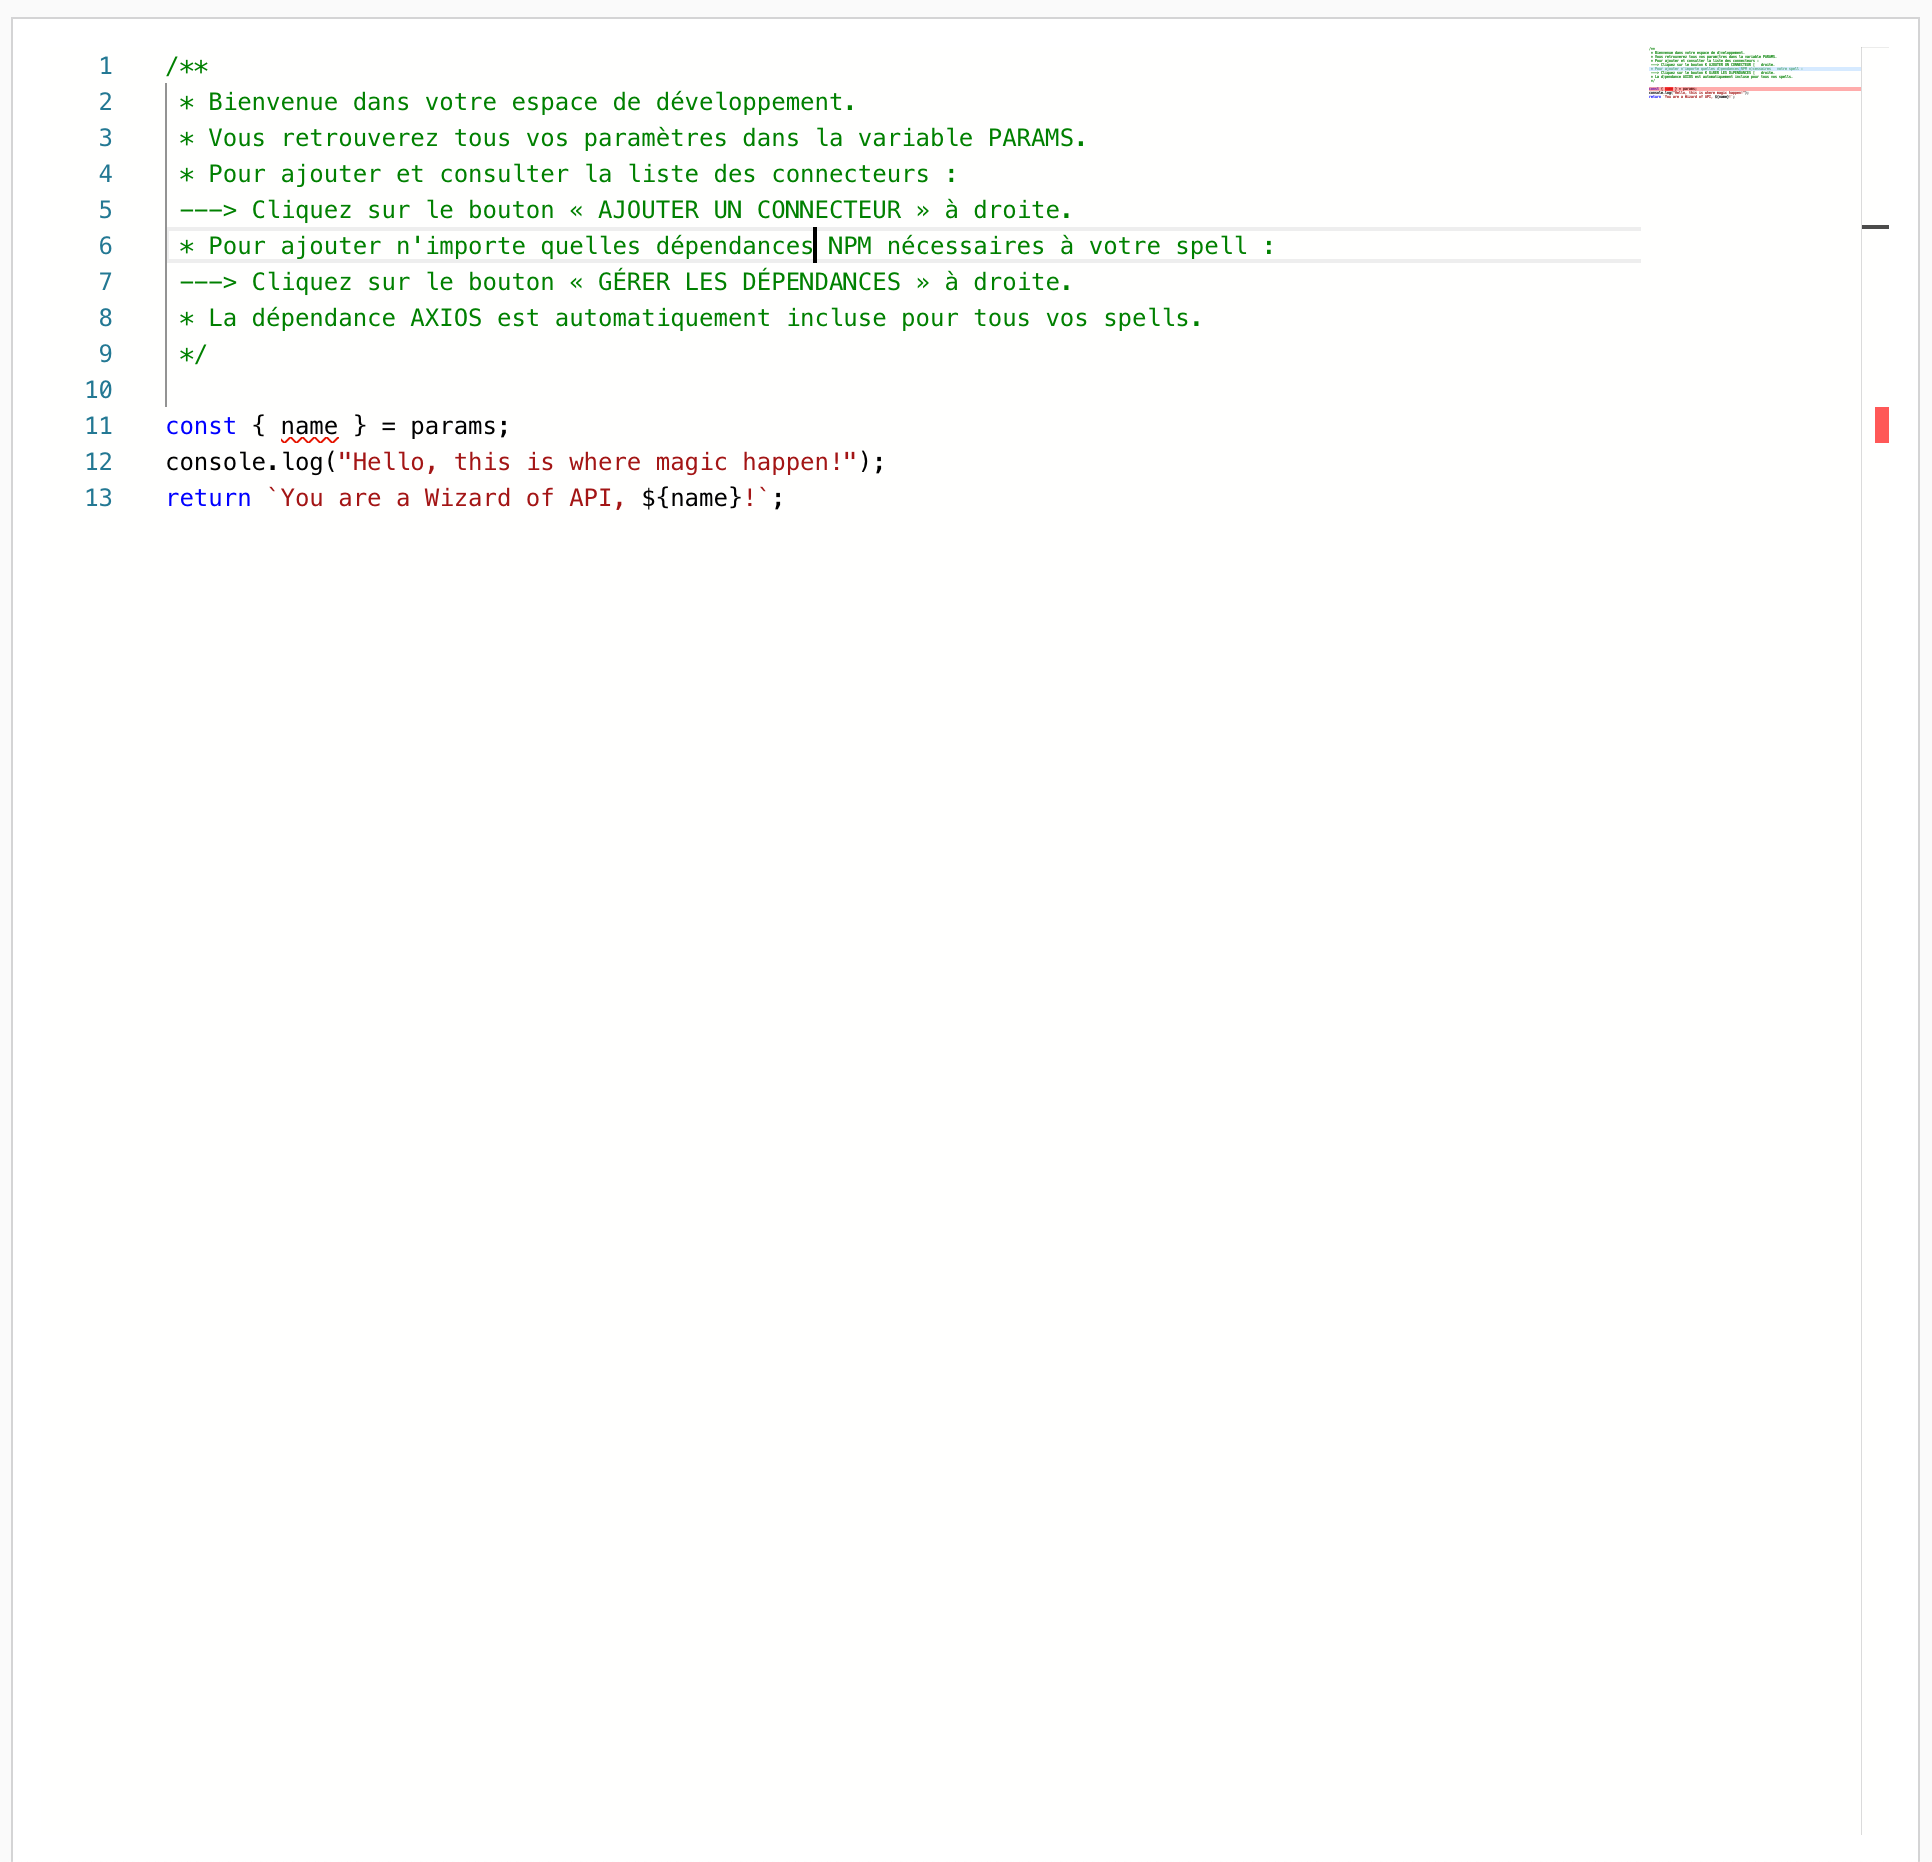 1 /**
2  * Bienvenue dans votre espace de développement.
3  * Vous retrouverez tous vos paramètres dans la variable PARAMS.
4  * Pour ajouter et consulter la liste des connecteurs :
5  ---> Cliquez sur le bouton « AJOUTER UN CONNECTEUR » à droite.
6  * Pour ajouter n'importe quelles dépendances NPM nécessaires à votre spell :
7  ---> Cliquez sur le bouton « GÉRER LES DÉPENDANCES » à droite.
8  * La dépendance AXIOS est automatiquement incluse pour tous vos spells.
9  */
10
11 const { name } = params;
12 console.log("Hello, this is where magic happen!");
13 return `You are a Wizard of API, ${name}!`;